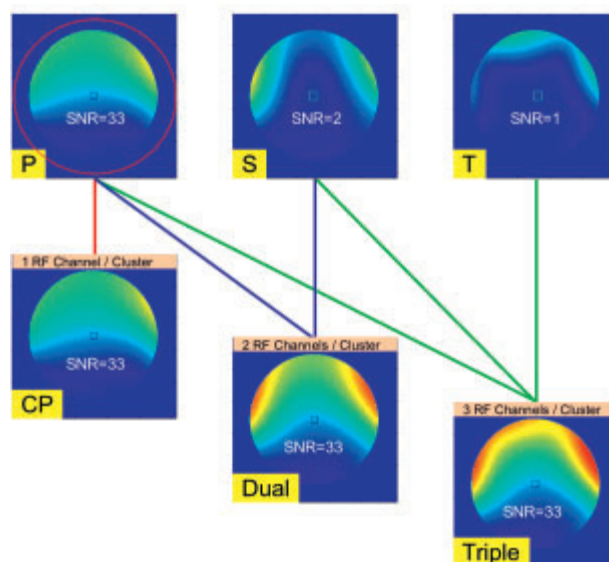 SNR=33
SNR=2
SNR=1
P
S
T
1 RF Channel / Cluster
SNR=33
CP
2 RF Channels / Cluster
SNR=33
Dual
3 RF Channels / Cluster
SNR=33
Triple